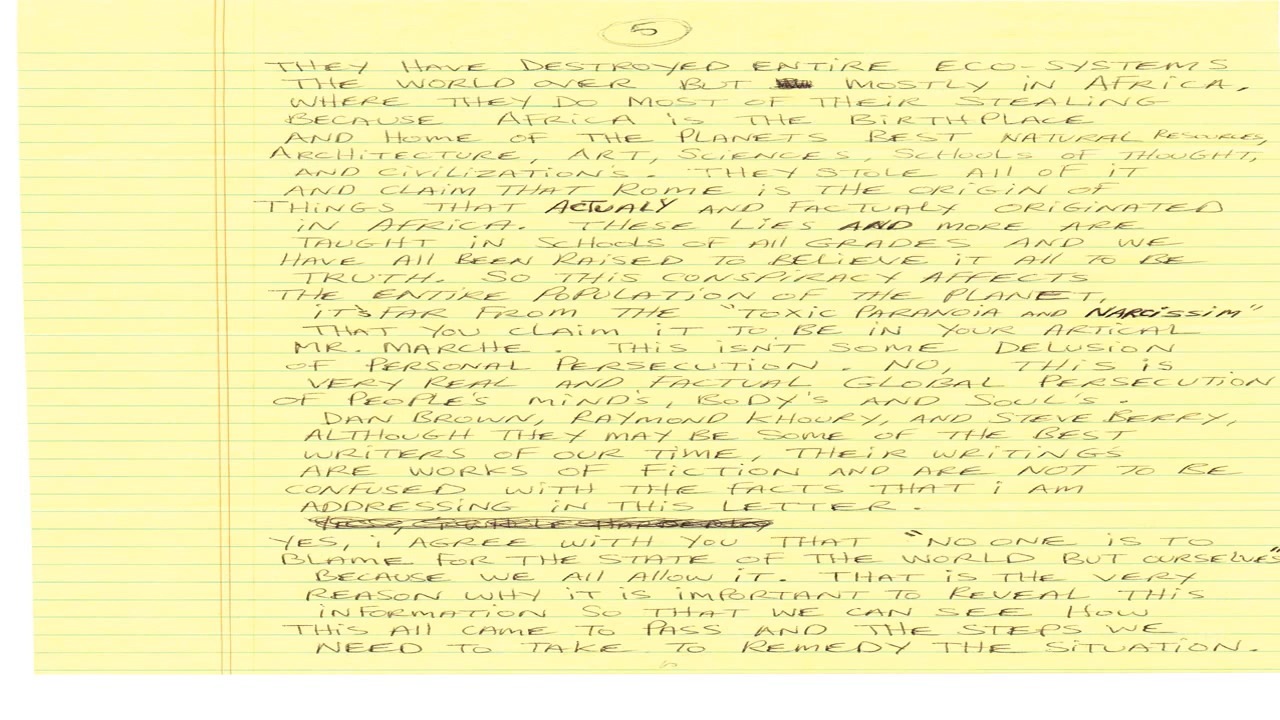 5
THEY HAVE DESTROYED ENTIRE ECO-SYSTEMS
THE WORLD OVER BUT MOSTLY IN AFRICA,
WHERE THEY DO MOST OF THEIR STEALING
BECAUSE AFRICA IS THE BIRTHPLACE
AND HOME OF THE PLANETS BEST NATURAL RESOURCES,
ARCHITECTURE, ART, SCIENCES, SCHOOLS OF THOUGHT,
AND CIVILIZATION'S. THEY STOLE ALL OF IT
AND CLAIM THAT ROME IS THE ORIGIN OF
THINGS THAT ACTUALY AND FACTUALY ORIGINATED
IN AFRICA. THESE LIES AND MORE ARE
TAUGHT IN SCHOOLS OF ALL GRADES AND WE
HAVE ALL BEEN RAISED TO BELIEVE IT ALL TO BE
TRUTH. SO THIS CONSPIRACY AFFECTS
THE ENTIRE POPULATION OF THE PLANET,
IT'S FAR FROM THE "TOXIC PARANOIA AND NARCISSIM"
THAT YOU CLAIM IT TO BE IN YOUR ARTICAL
MR. MARCHE. THIS ISN'T SOME DELUSION
OF PERSONAL PERSECUTION. NO, THIS IS
VERY REAL AND FACTUAL GLOBAL PERSECUTION
OF PEOPLE'S MIND'S, BODY'S AND SOUL'S.
DAN BROWN, RAYMOND KHOURY, AND STEVE BERRY,
ALTHOUGH THEY MAY BE SOME OF THE BEST
WRITERS OF OUR TIME, THEIR WRITINGS
ARE WORKS OF FICTION AND ARE NOT TO BE
CONFUSED WITH THE FACTS THAT I AM
ADDRESSING IN THIS LETTER.
YES, I AGREE WITH YOU THAT "NO ONE IS TO
BLAME FOR THE STATE OF THE WORLD BUT OURSELVES"
BECAUSE WE ALL ALLOW IT. THAT IS THE VERY
REASON WHY IT IS IMPORTANT TO REVEAL THIS
INFORMATION SO THAT WE CAN SEE HOW
THIS ALL CAME TO PASS AND THE STEPS WE
NEED TO TAKE TO REMEDY THE SITUATION.